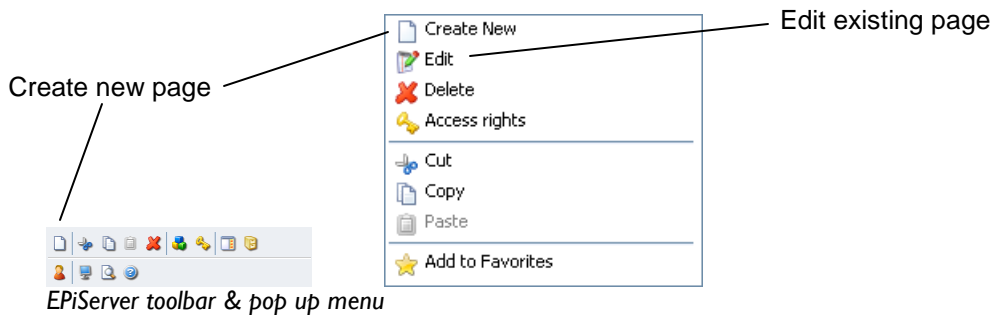 Create New
Edit existing page
Edit
Create new page
Delete
Access rights
Cut
Copy
Paste
Add to Favorites
EPiServer toolbar & pop up menu